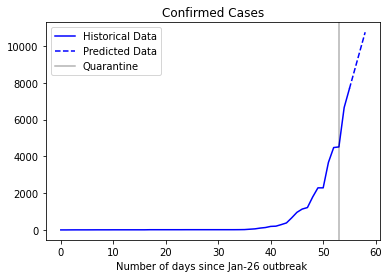 Confirmed Cases
Historical Data
Predicted Data
Quarantine
10000
8000
6000
4000
2000
0
0 10 20 30 40 50 60
Number of days since Jan-26 outbreak